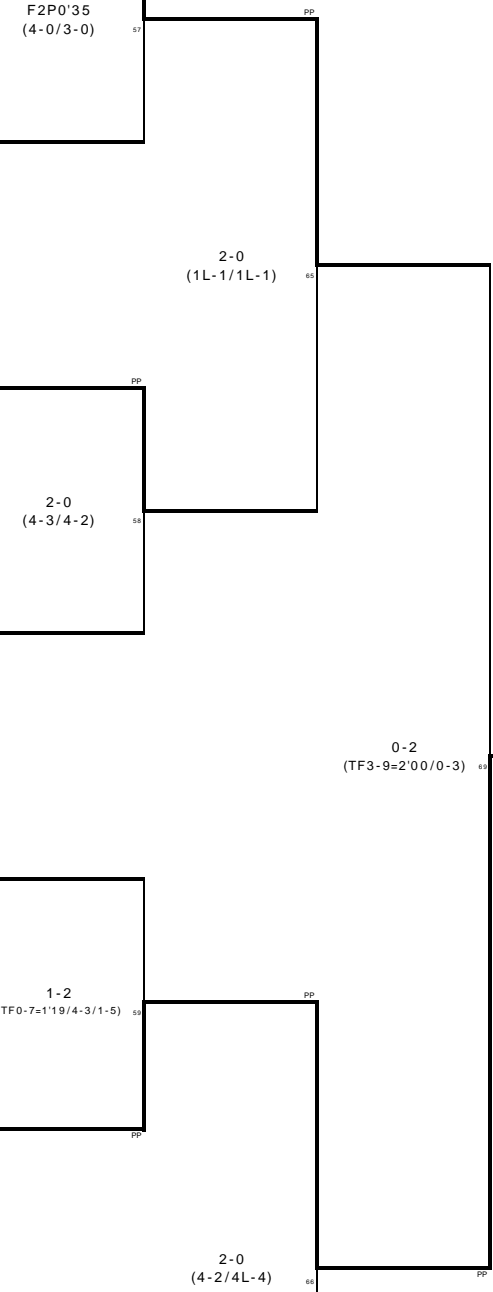 F2P0'35
(4-0/3-0)
57
PP
2-0
(1L-1/1L-1)
65
PP
2-0
(4-3/4-2)
58
0-2
(TF3-9=2'00/0-3)
69
1-2
TF0-7=1'19/4-3/1-5)
59
PP
PP
2-0
(4-2/4L-4)
66
PP